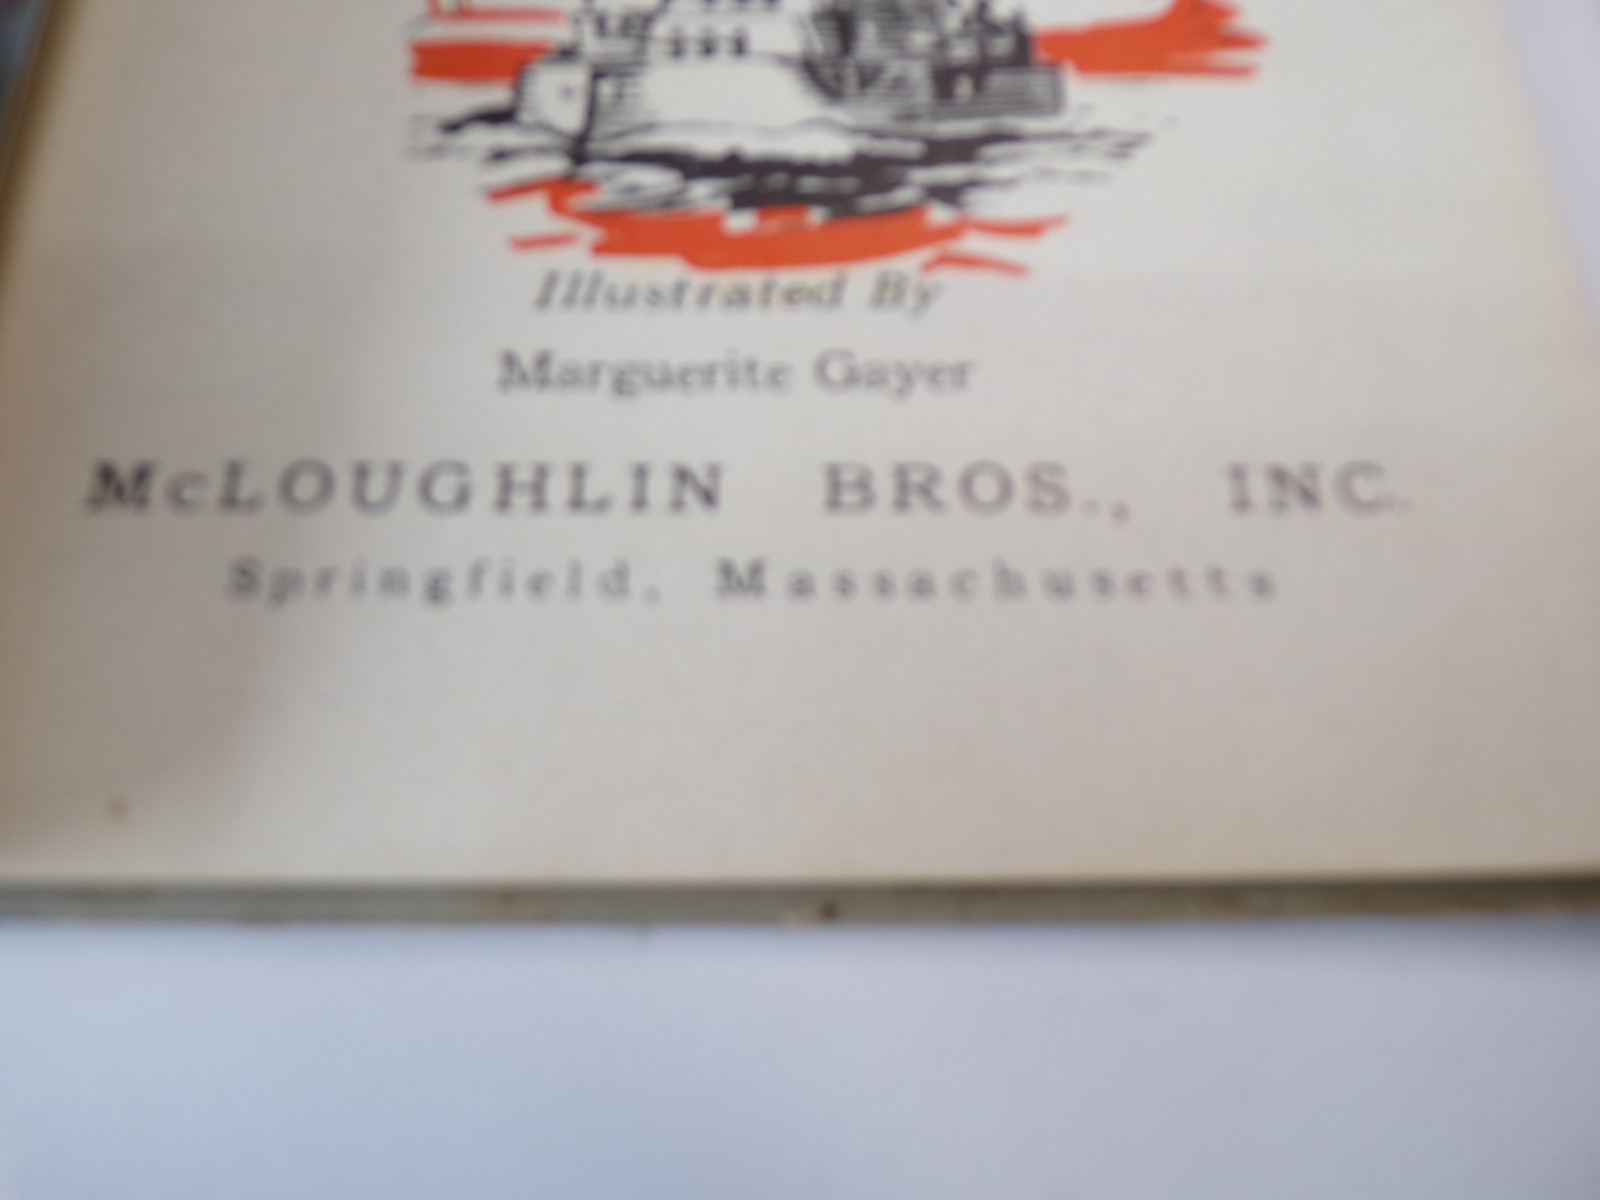 Illustrated By
Marguerite Gayer
McLOUGHLIN BROS., INC.
Springfield, Massachusetts